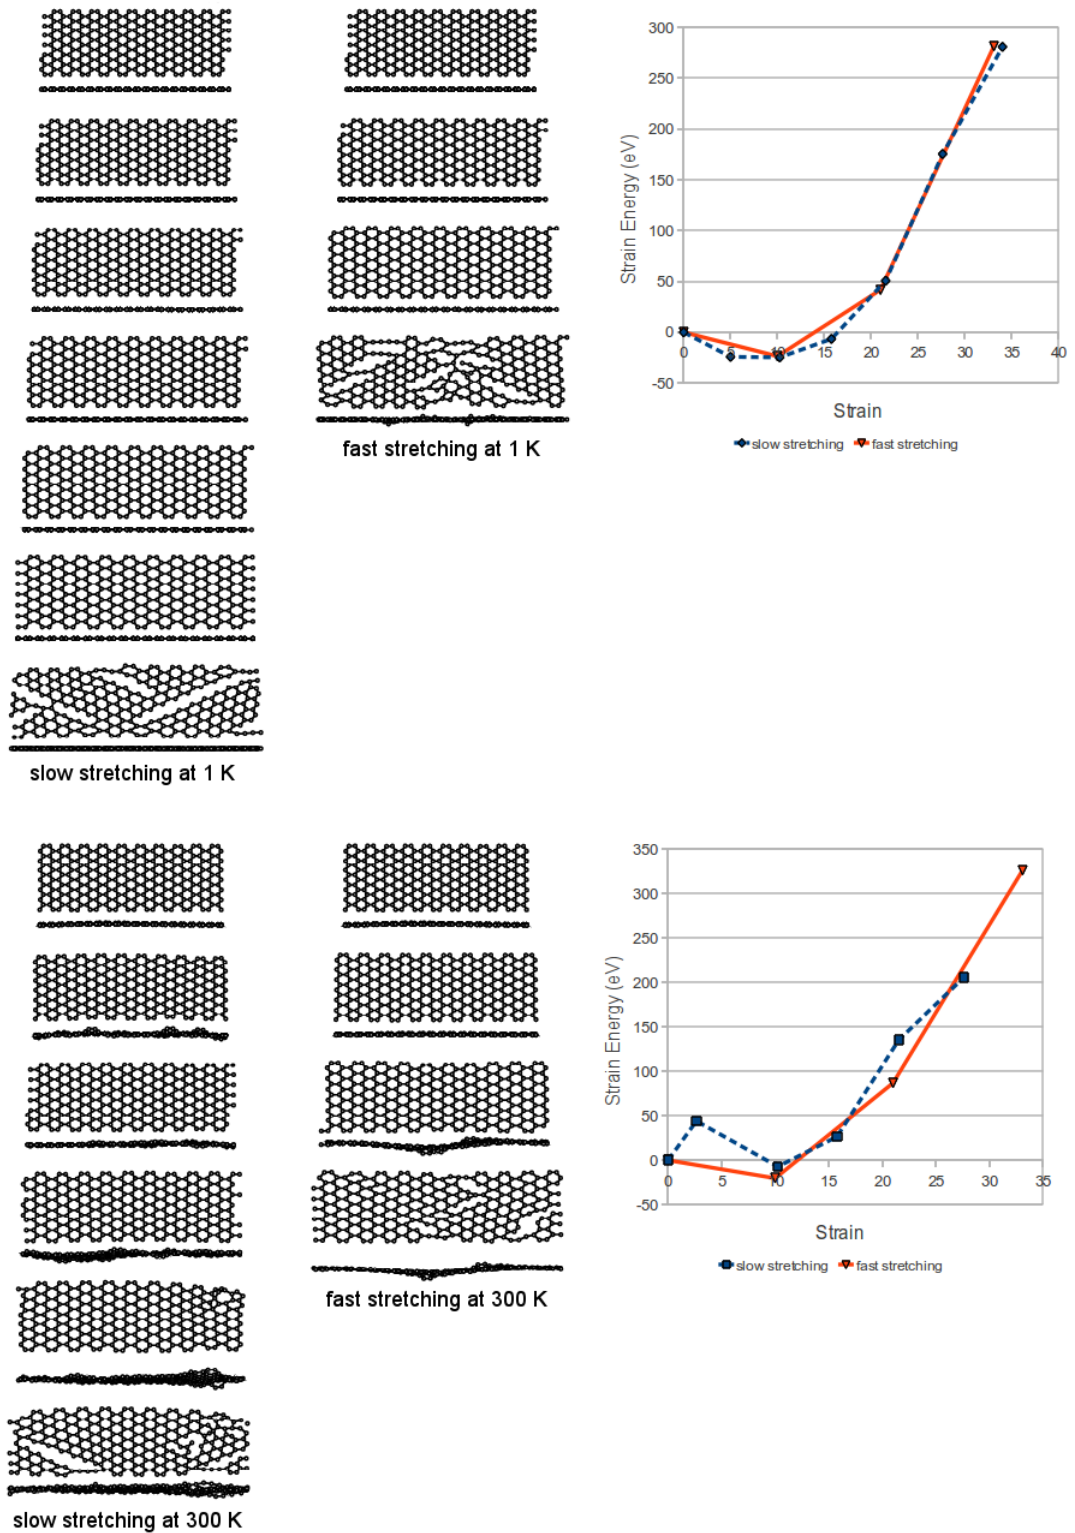 300
250
200
150
100
50
0
-50
0 5 10 15 20 25 30 35 40
Strain Energy (eV)
Strain
slow stretching fast stretching
fast stretching at 1 K
slow stretching at 1 K
350
300
250
200
150
100
50
0
-50
0 5 10 15 20 25 30 35
Strain Energy (eV)
Strain
slow stretching fast stretching
fast stretching at 300 K
slow stretching at 300 K